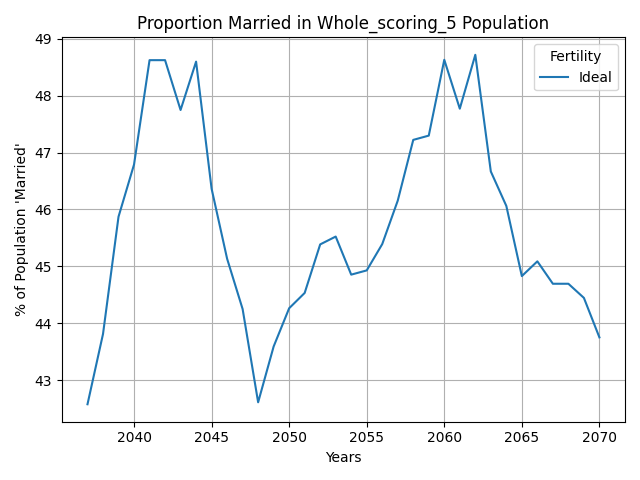 Proportion Married in Whole_scoring_5 Population
49
48
47
46
45
44
43
% of Population 'Married'
Fertility
Ideal
2040 2045 2050 2055 2060 2065 2070
Years